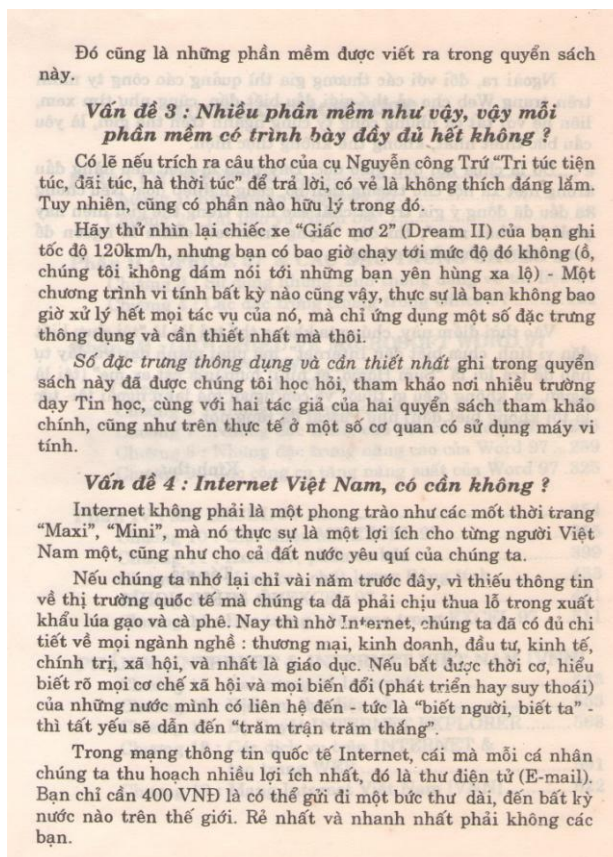 Đó cũng là những phần mềm được viết ra trong quyển sách
này.
Vấn đề 3 : Nhiều phần mềm như vậy, vậy mỗi
phần mềm có trình bày đầy đủ hết không ?
Có lẽ nếu trích ra câu thơ của cụ Nguyễn công Trứ “Tri túc tiện
túc, đãi túc, hà thời túc” để trả lời, có vẻ là không thích đáng lắm.
Tuy nhiên, cũng có phần nào hữu lý trong đó.
Hãy thử nhìn lại chiếc xe “Giấc mơ 2” (Dream II) của bạn ghi
tốc độ 120km/h, nhưng bạn có bao giờ chạy tới mức độ đó không (ồ,
chúng tôi không dám nói tới những bạn yên hùng xa lộ) - Một
chương trình vi tính bất kỳ nào cũng vậy, thực sự là bạn không bao
giờ xử lý hết mọi tác vụ của nó, mà chỉ ứng dụng một số đặc trưng
thông dụng và cần thiết nhất mà thôi.
Số đặc trưng thông dụng và cần thiết nhất ghi trong quyển
sách này đã được chúng tôi học hỏi, tham khảo nơi nhiều trường
dạy Tin học, cùng với hai tác giả của hai quyển sách tham khảo
chính, cũng như trên thực tế ở một số cơ quan có sử dụng máy vi
tính.
Vấn đề 4 : Internet Việt Nam, có cần không ?
Internet không phải là một phong trào như các mốt thời trang
“Maxi”, “Mini”, mà nó thực sự là một lợi ích cho từng người Việt
Nam một, cũng như cho cả đất nước yêu quí của chúng ta.
Nếu chúng ta nhớ lại chỉ vài năm trước đây, vì thiếu thông tin
về thị trường quốc tế mà chúng ta đã phải chịu thua lỗ trong xuất
khẩu lúa gạo và cà phê. Nay thì nhờ Internet, chúng ta đã có đủ chi
tiết về mọi ngành nghề : thương mại, kinh doanh, đầu tư, kinh tế,
chính trị, xã hội, và nhất là giáo dục. Nếu bắt được thời cơ, hiểu
biết rõ mọi cơ chế xã hội và mọi biến đổi (phát triển hay suy thoái)
của những nước mình có liên hệ đến - tức là “biết người, biết ta” -
thì tất yếu sẽ dẫn đến “trăm trận trăm thắng”.
Trong mạng thông tin quốc tế Internet, cái mà mỗi cá nhân
chúng ta thu hoạch nhiều lợi ích nhất, đó là thư điện tử (E-mail).
Bạn chỉ cần 400 VNĐ là có thể gửi đi một bức thư dài, đến bất kỳ
nước nào trên thế giới. Rẻ nhất và nhanh nhất phải không các
bạn.